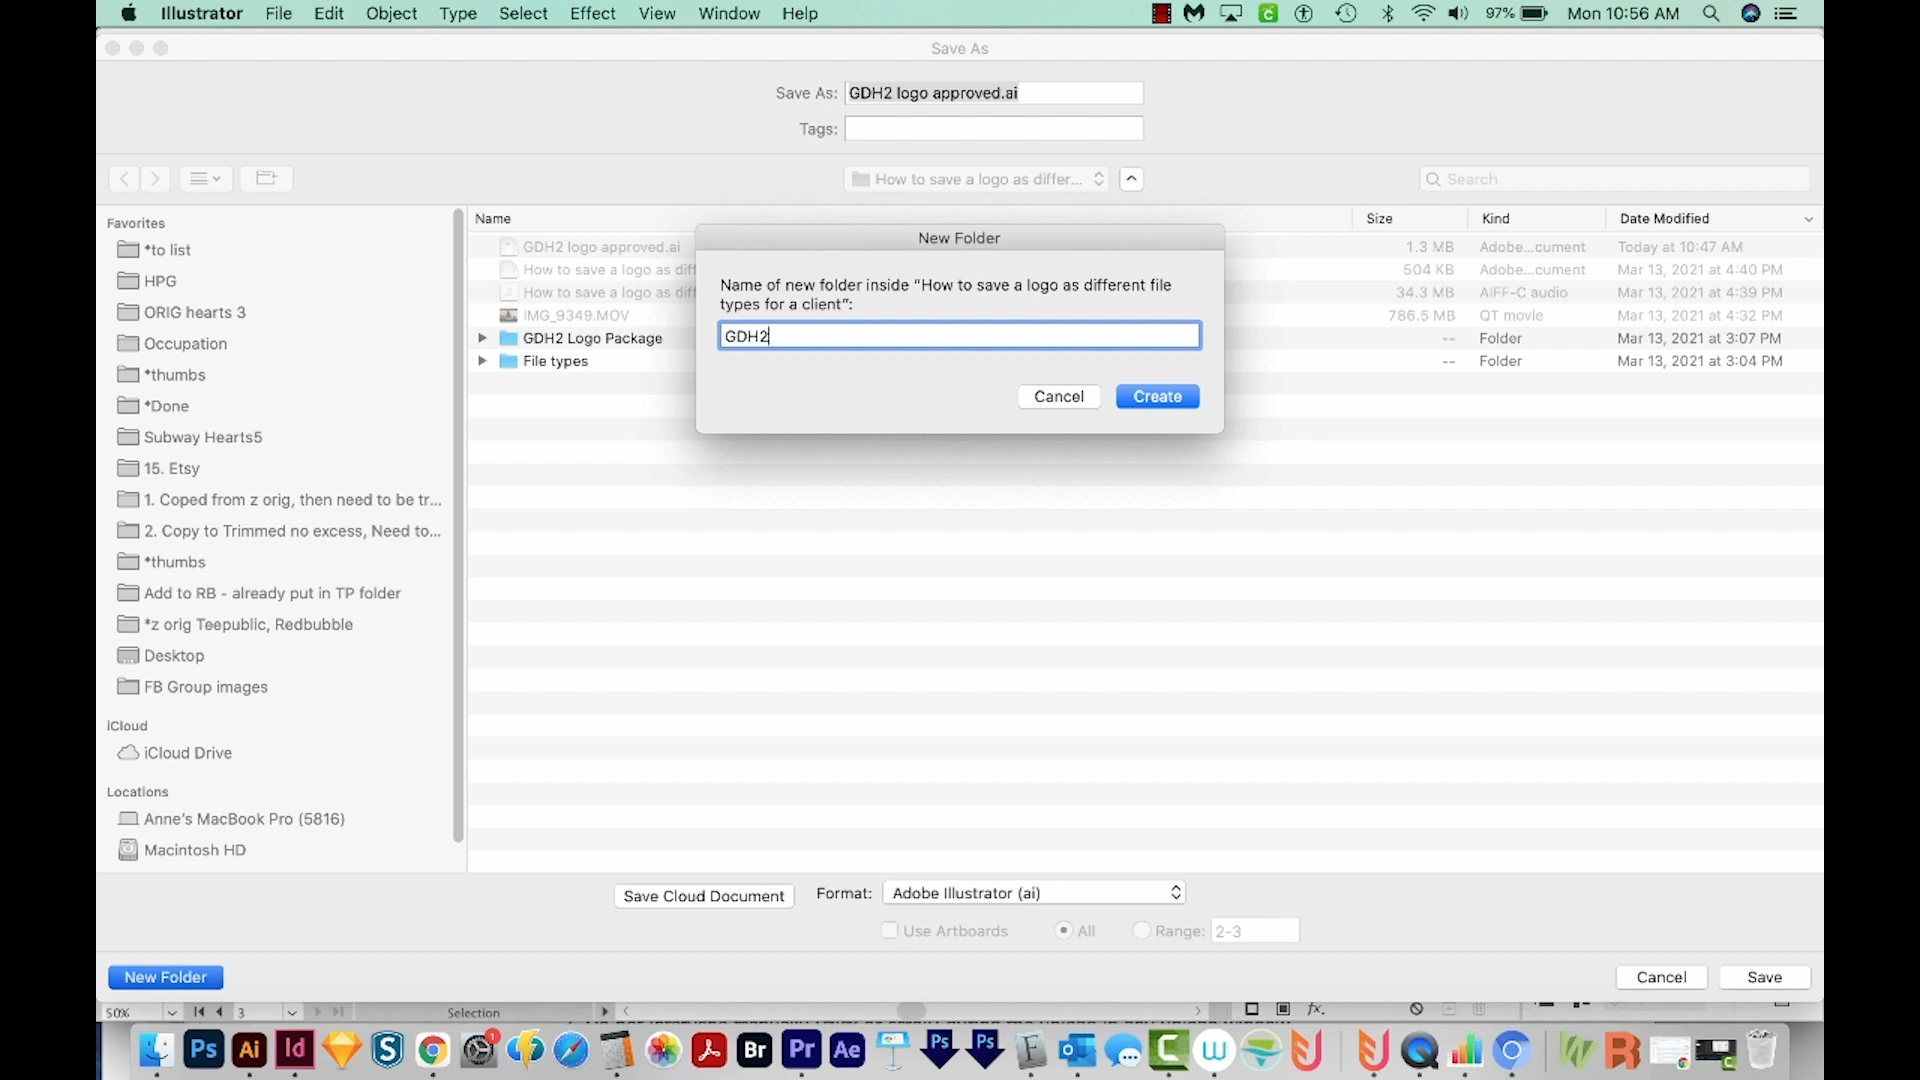 Illustrator File Edit Object Type Select Effect View Window Help 97% Mon 10:56 AM
Save As
Save As: GDH2 logo approved.ai
Tags:
How to save a logo as differ...
Search
Favorites
*to list
HPG
ORIG hearts 3
Occupation
*thumbs
*Done
Subway Hearts5
15. Etsy
1. Coped from z orig, then need to be tr...
2. Copy to Trimmed no excess, Need to...
*thumbs
Add to RB - already put in TP folder
*z orig Teepublic, Redbubble
Desktop
FB Group images
iCloud
iCloud Drive
Locations
Anne's MacBook Pro (5816)
Macintosh HD
Name Size Kind Date Modified
GDH2 logo approved.ai 1.3 MB Adobe...cument Today at 10:47 AM
How to save a logo as diff 504 KB Adobe...cument Mar 13, 2021 at 4:40 PM
How to save a logo as diff 34.3 MB AIFF-C audio Mar 13, 2021 at 4:39 PM
IMG_9349.MOV 786.5 MB QT movie Mar 13, 2021 at 4:32 PM
GDH2 Logo Package -- Folder Mar 13, 2021 at 3:07 PM
File types -- Folder Mar 13, 2021 at 3:04 PM
New Folder
Name of new folder inside “How to save a logo as different file
types for a client”:
GDH2
Cancel Create
Save Cloud Document Format: Adobe Illustrator (ai)
Use Artboards All Range: 2-3
New Folder Cancel Save
50% 3 Selection fx.
Ps Ai Id S 1 Br Pr Ae Ps Ps F C W